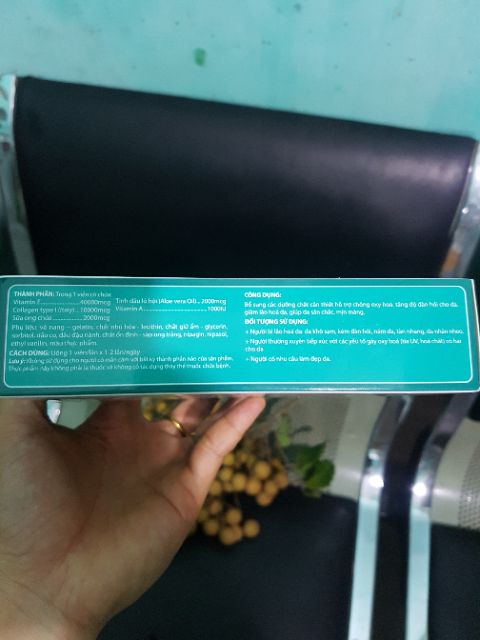 THÀNH PHẦN: Trong 1 viên có chứa
Vitamin E 40000mcg
Collagen type I (fish) 10000mcg
Sữa ong chúa 2000mcg
Tinh dầu lô hội (Aloe vera Oil) 2000mcg
Vitamin A 1000IU
Phụ liệu: vỏ nang – gelatin, chất nhũ hóa - lecithin, chất giữ ẩm - glycerin,
sorbitol, dầu cọ, dầu đậu nành, chất ổn định - sáp ong trắng, nipagin, nipasol,
ethyl vanilin, màu thực phẩm.
CÁCH DÙNG: Uống 1 viên/lần x 1-2 lần/ngày
Lưu ý: Không sử dụng cho người có mẫn cảm với bất kỳ thành phần nào của sản phẩm.
Thực phẩm này không phải là thuốc và không có tác dụng thay thế thuốc chữa bệnh.
CÔNG DỤNG:
Bổ sung các dưỡng chất cần thiết hỗ trợ chống oxy hóa, tăng độ đàn hồi cho da,
giảm lão hoá da, giúp da săn chắc, mịn màng.
ĐỐI TƯỢNG SỬ DỤNG:
+ Người bị lão hoá da: da khô sạm, kém đàn hồi, nám da, tàn nhang, da nhăn nheo.
+ Người thường xuyên tiếp xúc với các yếu tố gây oxy hoá (tia UV, hoá chất) có hại
cho da
+ Người có nhu cầu làm đẹp da.